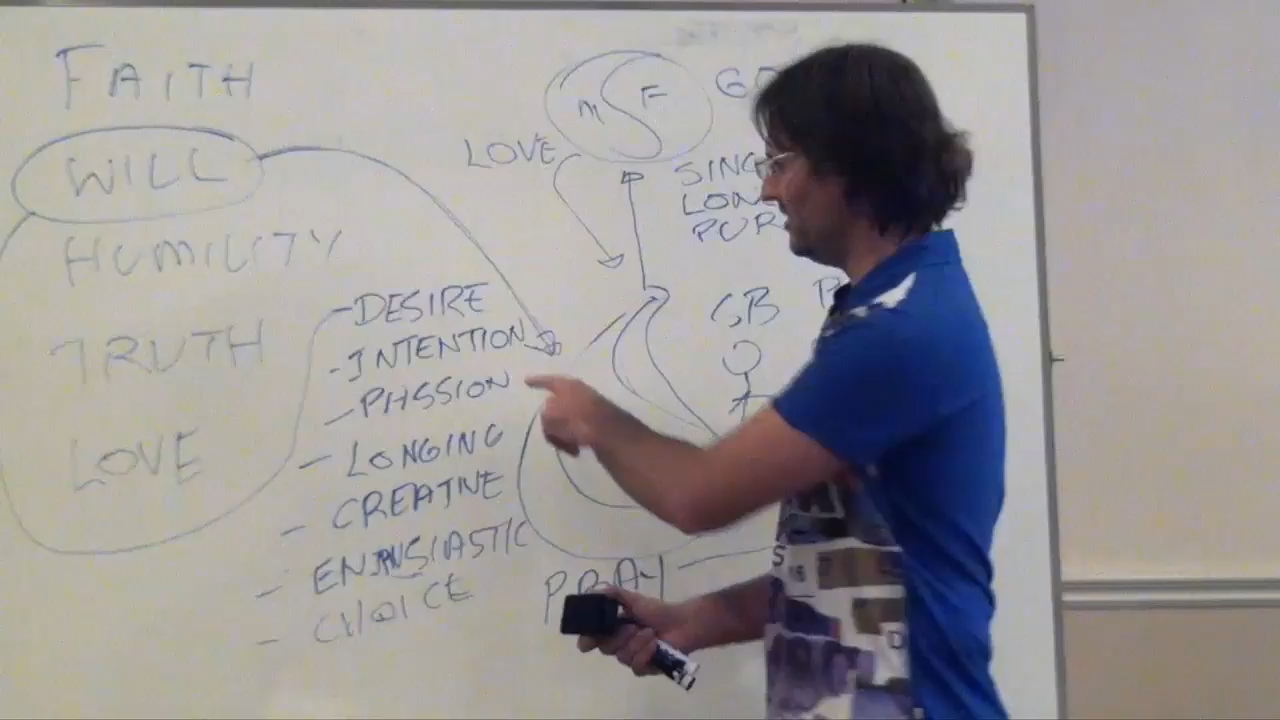 FAITH
WILL
HUMILITY
TRUTH
LOVE
- DESIRE
- INTENTION
- PASSION
- LONGING
- CREATIVE
- ENTHUSIASTIC
- CHOICE
M F
LOVE
GB
PRAY